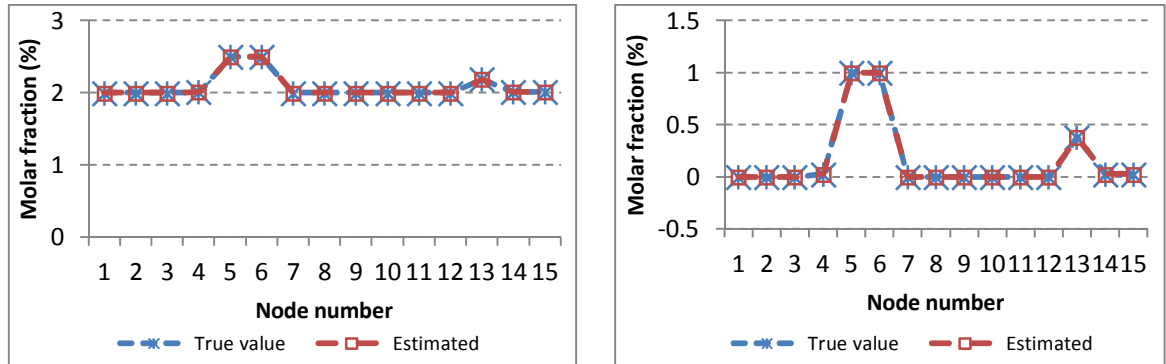 3
2
1
0
Molar fraction (%)
1 2 3 4 5 6 7 8 9 10 11 12 13 14 15
Node number
True value Estimated
1.5
1
0.5
0
-0.5
Molar fraction (%)
1 2 3 4 5 6 7 8 9 10 11 12 13 14 15
Node number
True value Estimated